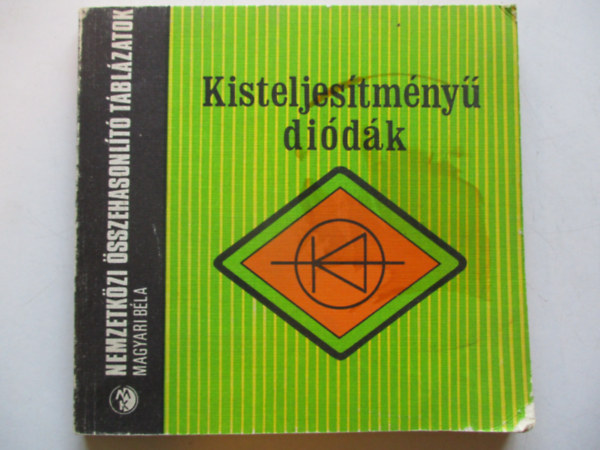 Kisteljesítményű
diódák
NEMZETKÖZI ÖSSZEHASONLÍTÓ TÁBLÁZATOK
MAGYARI BÉLA